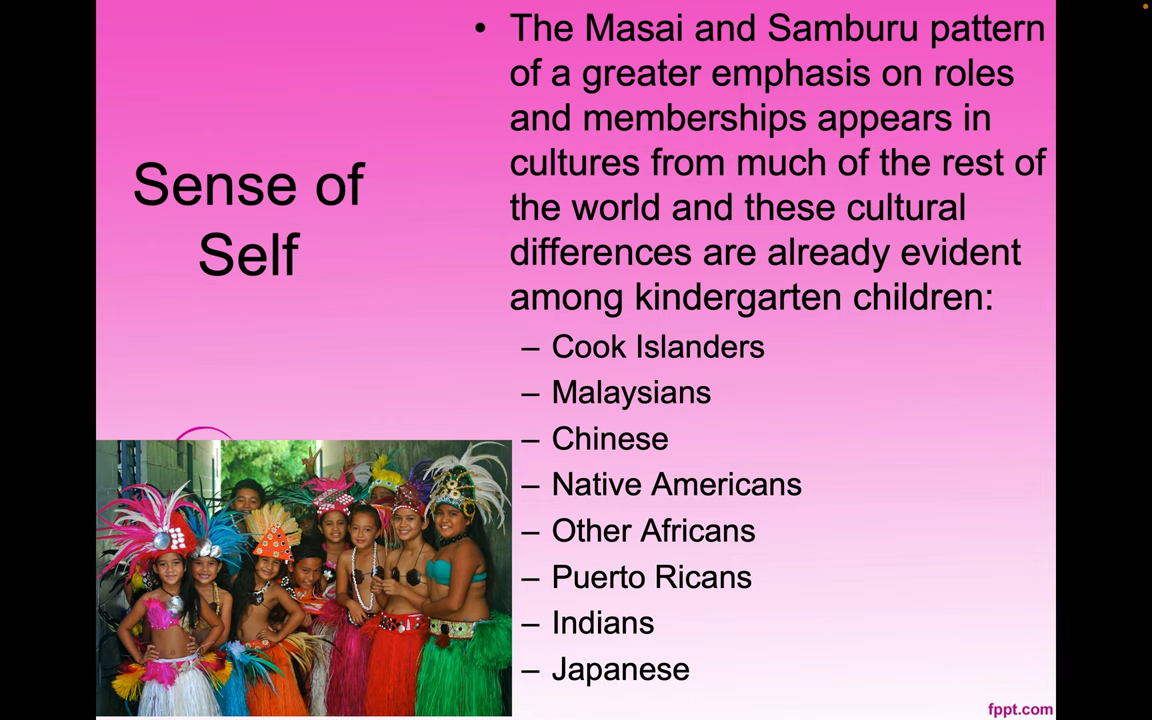 Sense of
Self
• The Masai and Samburu pattern
of a greater emphasis on roles
and memberships appears in
cultures from much of the rest of
the world and these cultural
differences are already evident
among kindergarten children:
– Cook Islanders
– Malaysians
– Chinese
– Native Americans
– Other Africans
– Puerto Ricans
– Indians
– Japanese
fppt.com